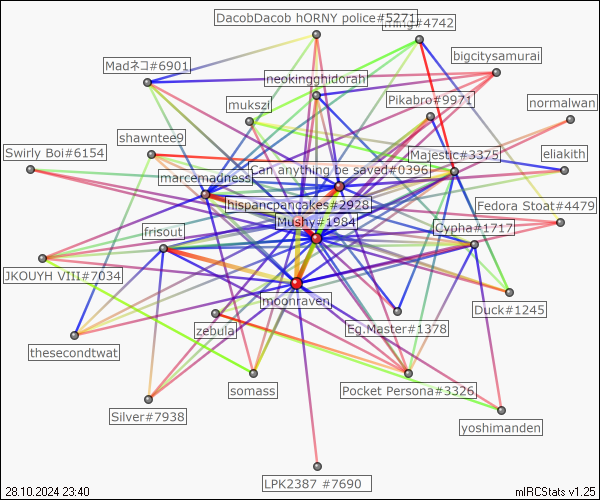 DacobDacob hORNY police#5271
ming#4742
bigcitysamurai
Madネコ#6901
neokingghidorah
mukszi
Pikabro#9971
normalwan
shawntee9
Swirly Boi#6154
Majestic#3375
eliakith
Can anything be saved#0396
marcemadness
hispancpancakes#2928
Fedora Stoat#4479
Mushy#1984
Cypha#1717
frisout
JKOUYH VIII#7034
moonraven
Duck#1245
Eg.Master#1378
zebula
thesecondtwat
somass
Pocket Persona#3326
Silver#7938
yoshimanden
LPK2387 #7690
28.10.2024 23:40
mIRCStats v1.25